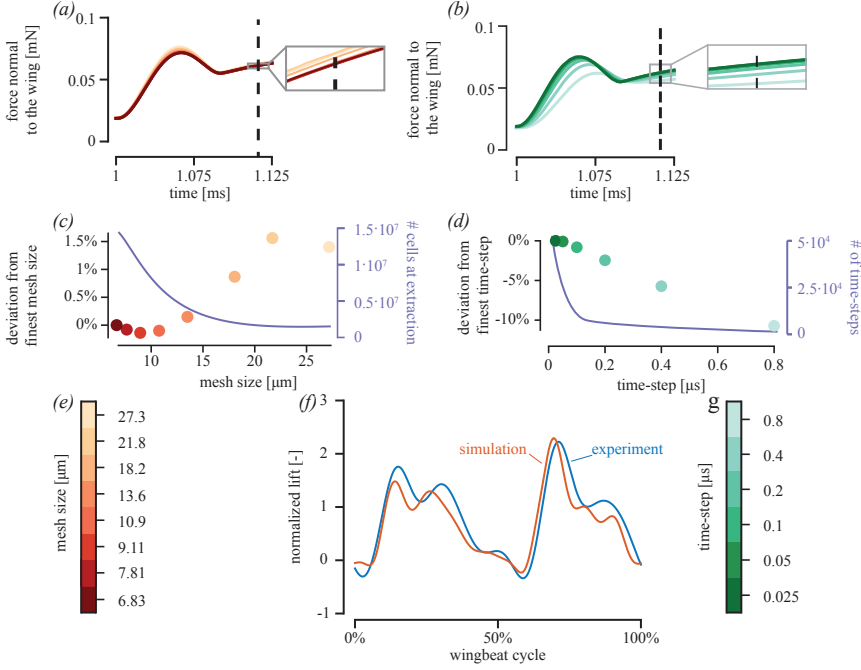 (a)
force normal
to the wing [mN]
0.1
0.05
0
1
1.075
1.125
time [ms]
(b)
force normal to
the wing [mN]
0.1
0.05
0
1
1.075
1.125
time [ms]
(c)
deviation from
finest mesh size
1.5%
1%
0.5%
0%
10
15
20
25
mesh size [μm]
1.5·10⁷
1·10⁷
0.5·10⁷
0
# cells at
extraction
(d)
deviation from
finest time-step
0%
-5%
-10%
0
0.2
0.4
0.6
0.8
time-step [μs]
5·10⁴
2.5·10⁴
0
# of time-steps
(e)
mesh size [μm]
27.3
21.8
18.2
13.6
10.9
9.11
7.81
6.83
(f)
normalized lift [-]
3
2
1
0
-1
simulation
experiment
0%
50%
100%
wingbeat cycle
g
time-step [μs]
0.8
0.4
0.2
0.1
0.05
0.025